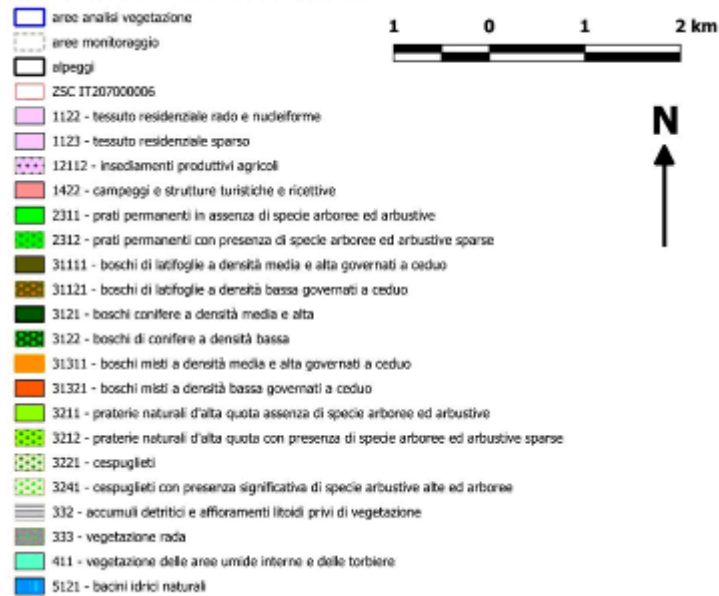 aree analisi vegetazione
aree monitoraggio
alpeggi
ZSC IT207000006
1122 - tessuto residenziale rado e nucleiforme
1123 - tessuto residenziale sparso
12112 - insediamenti produttivi agricoli
1422 - campeggi e strutture turistiche e ricettive
2311 - prati permanenti in assenza di specie arboree ed arbustive
2312 - prati permanenti con presenza di specie arboree ed arbustive sparse
31111 - boschi di latifoglie a densità media e alta governati a ceduo
31121 - boschi di latifoglie a densità bassa governati a ceduo
3121 - boschi conifere a densità media e alta
3122 - boschi di conifere a densità bassa
31311 - boschi misti a densità media e alta governati a ceduo
31321 - boschi misti a densità bassa governati a ceduo
3211 - praterie naturali d'alta quota assenza di specie arboree ed arbustive
3212 - praterie naturali d'alta quota con presenza di specie arboree ed arbustive sparse
3221 - cespuglieti
3241 - cespuglieti con presenza significativa di specie arbustive alte ed arboree
332 - accumuli detritici e affioramenti litoidi privi di vegetazione
333 - vegetazione rada
411 - vegetazione delle aree umide interne e delle torbiere
5121 - bacini idrici naturali
1 0 1 2 km
N